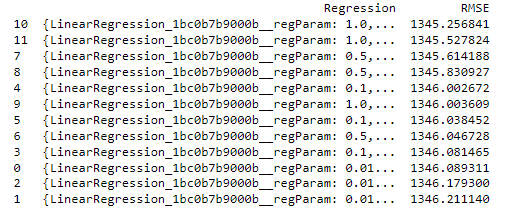 Regression RMSE
10 {LinearRegression_1bc0b7b9000b__regParam: 1.0,... 1345.256841
11 {LinearRegression_1bc0b7b9000b__regParam: 1.0,... 1345.527824
7 {LinearRegression_1bc0b7b9000b__regParam: 0.5,... 1345.614188
8 {LinearRegression_1bc0b7b9000b__regParam: 0.5,... 1345.830927
4 {LinearRegression_1bc0b7b9000b__regParam: 0.1,... 1346.002672
9 {LinearRegression_1bc0b7b9000b__regParam: 1.0,... 1346.003609
5 {LinearRegression_1bc0b7b9000b__regParam: 0.1,... 1346.038452
6 {LinearRegression_1bc0b7b9000b__regParam: 0.5,... 1346.046728
3 {LinearRegression_1bc0b7b9000b__regParam: 0.1,... 1346.081465
0 {LinearRegression_1bc0b7b9000b__regParam: 0.01... 1346.089311
2 {LinearRegression_1bc0b7b9000b__regParam: 0.01... 1346.179300
1 {LinearRegression_1bc0b7b9000b__regParam: 0.01... 1346.211140